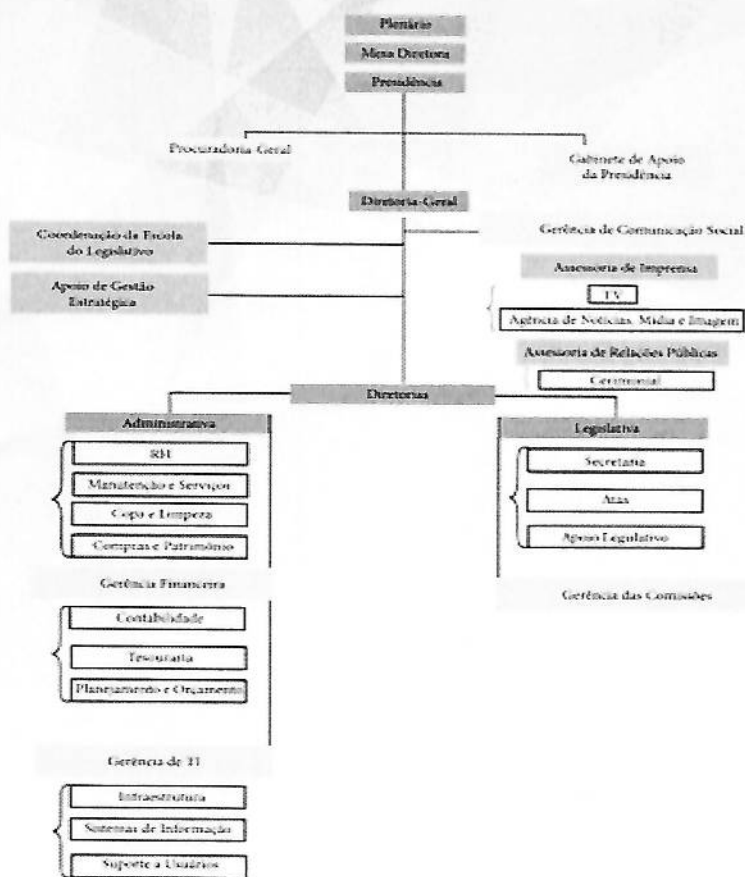 Plenário
Mesa Diretora
Presidência
Procuradoria-Geral
Gabinete de Apoio
da Presidência
Diretoria-Geral
Coordenação da Escola
do Legislativo
Gerência de Comunicação Social
Apoio de Gestão
Estratégica
Assessoria de Imprensa
TV
Agência de Notícias, Mídia e Imagem
Assessoria de Relações Públicas
Cerimonial
Diretorias
Administrativa
RH
Manutenção e Serviços
Copa e Limpeza
Compras e Patrimônio
Gerência Financeira
Contabilidade
Tesouraria
Planejamento e Orçamento
Gerência de TI
Infraestrutura
Sistemas de Informação
Suporte a Usuários
Legislativa
Secretaria
Atas
Apoio Legislativo
Gerência das Comissões